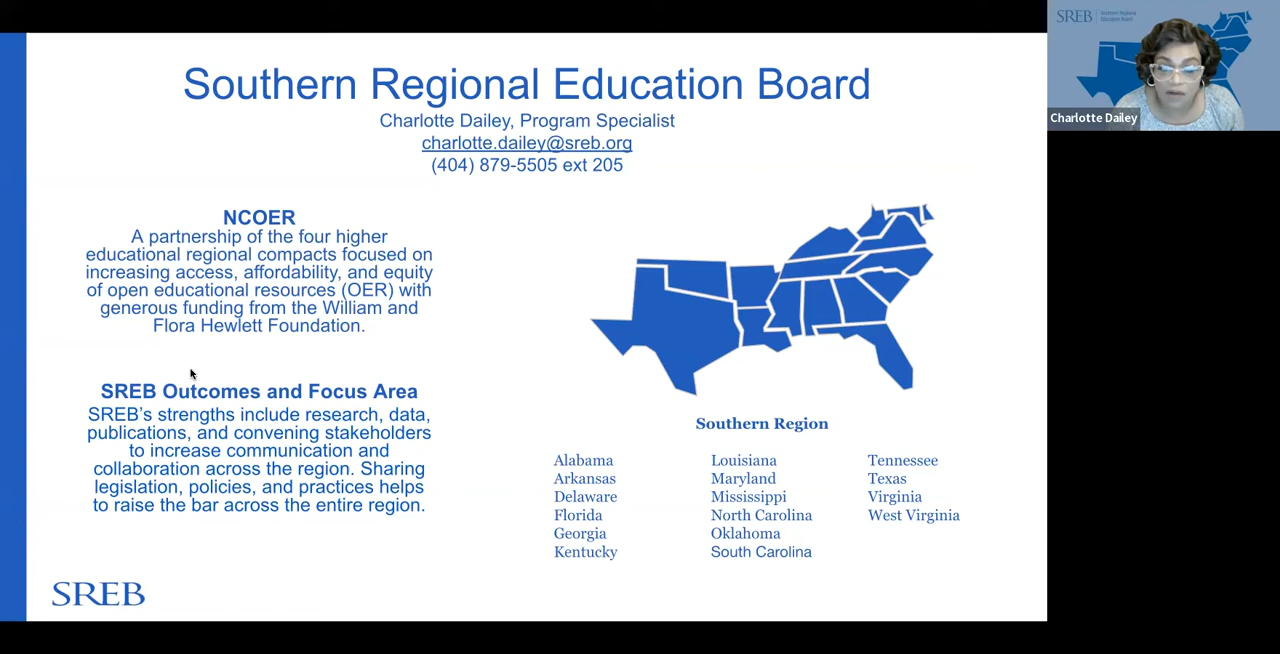 Southern Regional Education Board
Charlotte Dailey, Program Specialist
charlotte.dailey@sreb.org
(404) 879-5505 ext 205
NCOER
A partnership of the four higher
educational regional compacts focused on
increasing access, affordability, and equity
of open educational resources (OER) with
generous funding from the William and
Flora Hewlett Foundation.
SREB Outcomes and Focus Area
SREB's strengths include research, data,
publications, and convening stakeholders
to increase communication and
collaboration across the region. Sharing
legislation, policies, and practices helps
to raise the bar across the entire region.
SREB
Southern Region
Alabama
Arkansas
Delaware
Florida
Georgia
Kentucky
Louisiana
Maryland
Mississippi
North Carolina
Oklahoma
South Carolina
Tennessee
Texas
Virginia
West Virginia
SREB
Southern Regional
Education Board
Charlotte Dailey